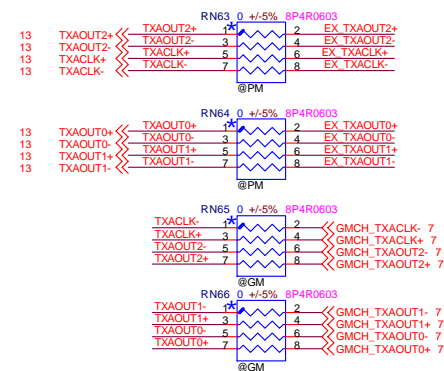 RN63 0 +/-5% 8P4R0603
13 TXAOUT2+ TXAOUT2+ 1 * 2 EX_TXAOUT2+
13 TXAOUT2- TXAOUT2- 3 4 EX_TXAOUT2-
13 TXACLK+ TXACLK+ 5 6 EX_TXACLK+
13 TXACLK- TXACLK- 7 8 EX_TXACLK-
@PM
RN64 0 +/-5% 8P4R0603
13 TXAOUT0+ TXAOUT0+ 1 * 2 EX_TXAOUT0+
13 TXAOUT0- TXAOUT0- 3 4 EX_TXAOUT0-
13 TXAOUT1+ TXAOUT1+ 5 6 EX_TXAOUT1+
13 TXAOUT1- TXAOUT1- 7 8 EX_TXAOUT1-
@PM
RN65 0 +/-5% 8P4R0603
TXACLK- 1 * 2 GMCH_TXACLK- 7
TXACLK+ 3 4 GMCH_TXACLK+ 7
TXAOUT2- 5 6 GMCH_TXAOUT2- 7
TXAOUT2+ 7 8 GMCH_TXAOUT2+ 7
@GM
RN66 0 +/-5% 8P4R0603
TXAOUT1- 1 * 2 GMCH_TXAOUT1- 7
TXAOUT1+ 3 4 GMCH_TXAOUT1+ 7
TXAOUT0- 5 6 GMCH_TXAOUT0- 7
TXAOUT0+ 7 8 GMCH_TXAOUT0+ 7
@GM